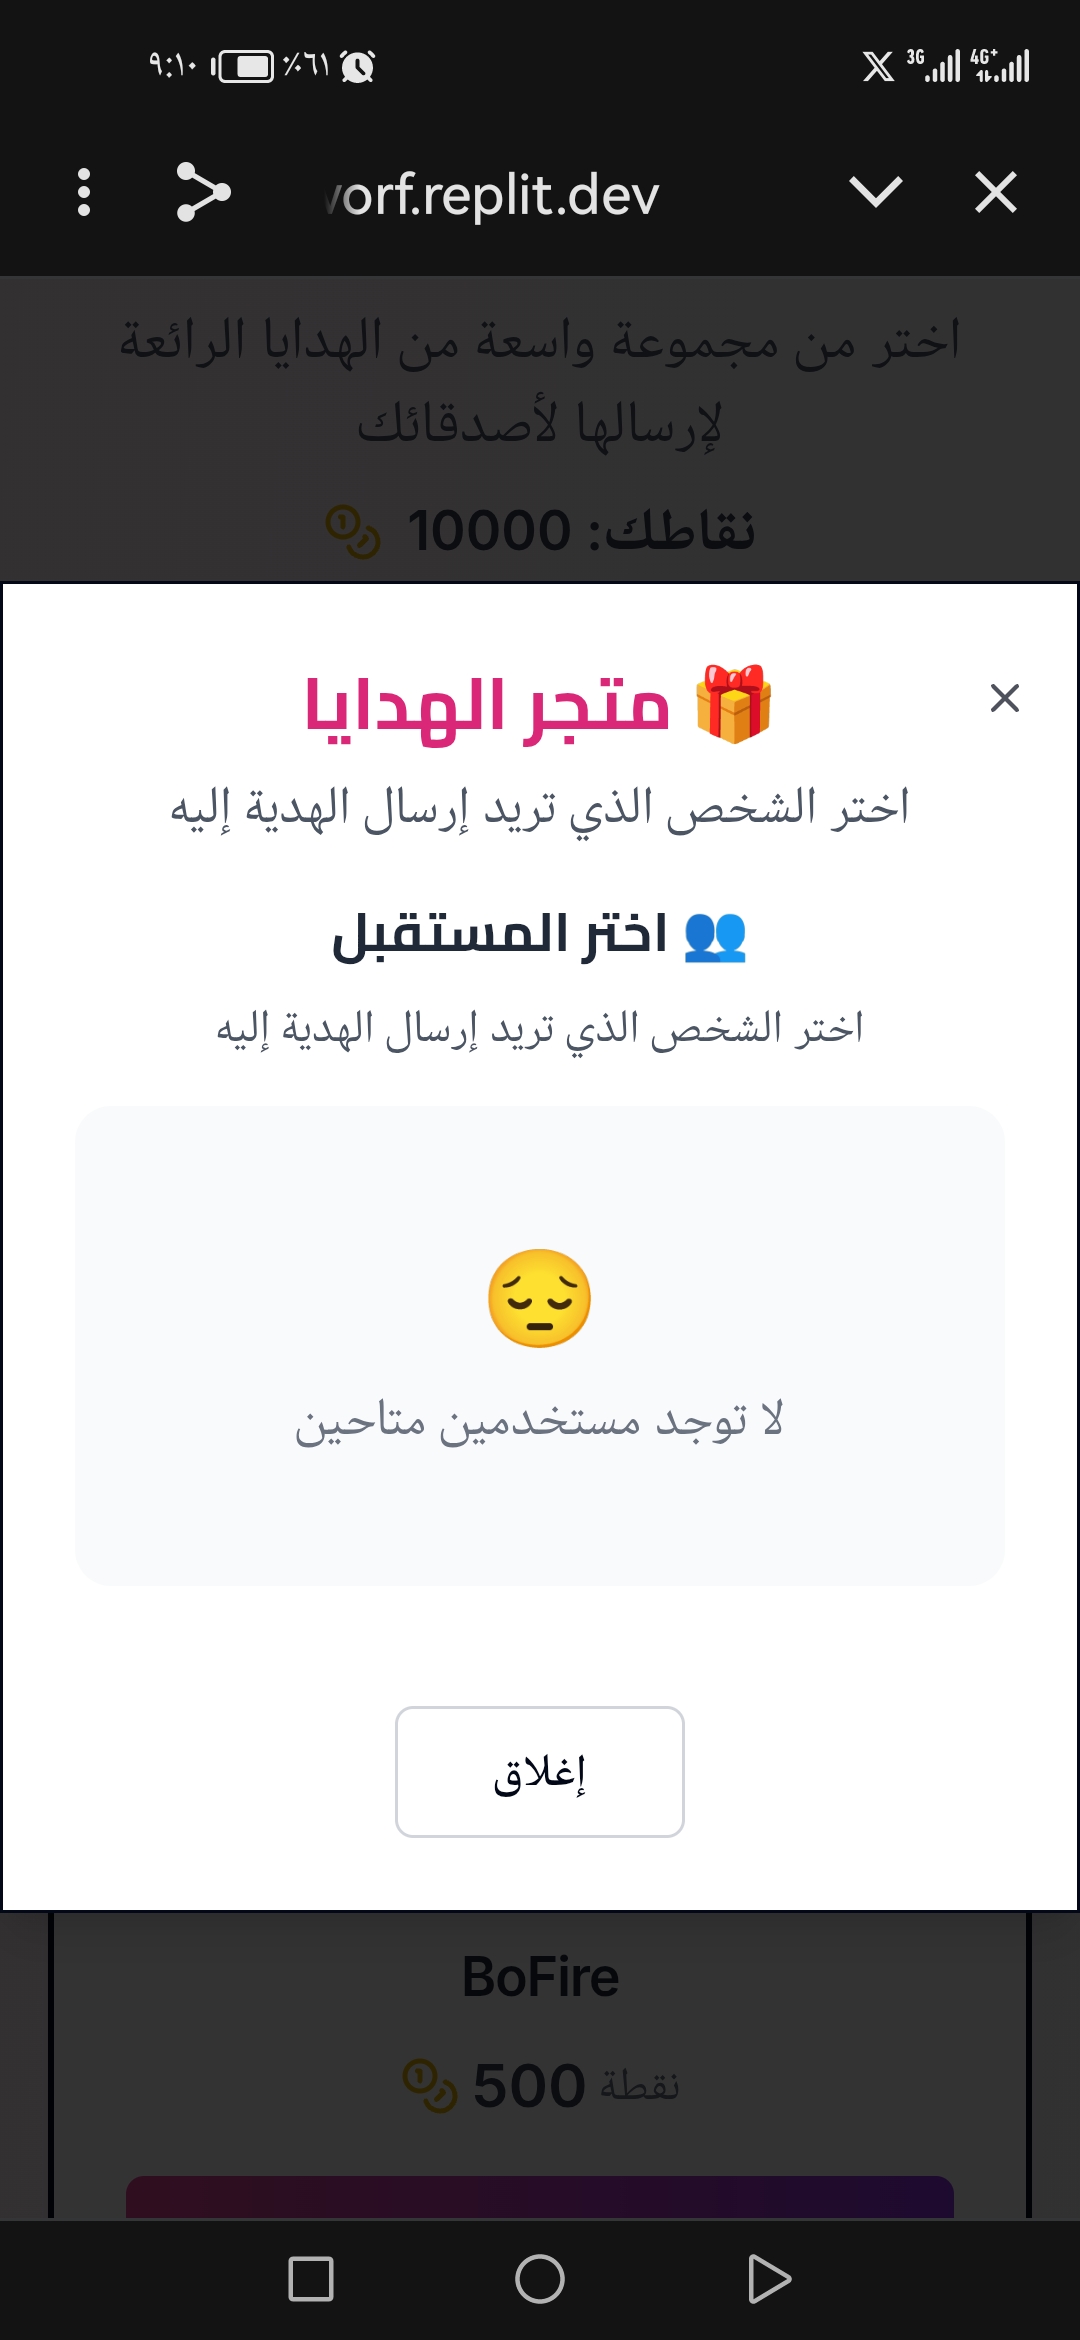 ٩:١٠ ٪٦١ 3G 4G+
orf.replit.dev
اختر من مجموعة واسعة من الهدايا الرائعة
لإرسالها لأصدقائك
نقاطك: 10000
🎁 متجر الهدايا
اختر الشخص الذي تريد إرسال الهدية إليه
👥 اختر المستقبل
اختر الشخص الذي تريد إرسال الهدية إليه
😔
لا توجد مستخدمين متاحين
إغلاق
BoFire
500 نقطة